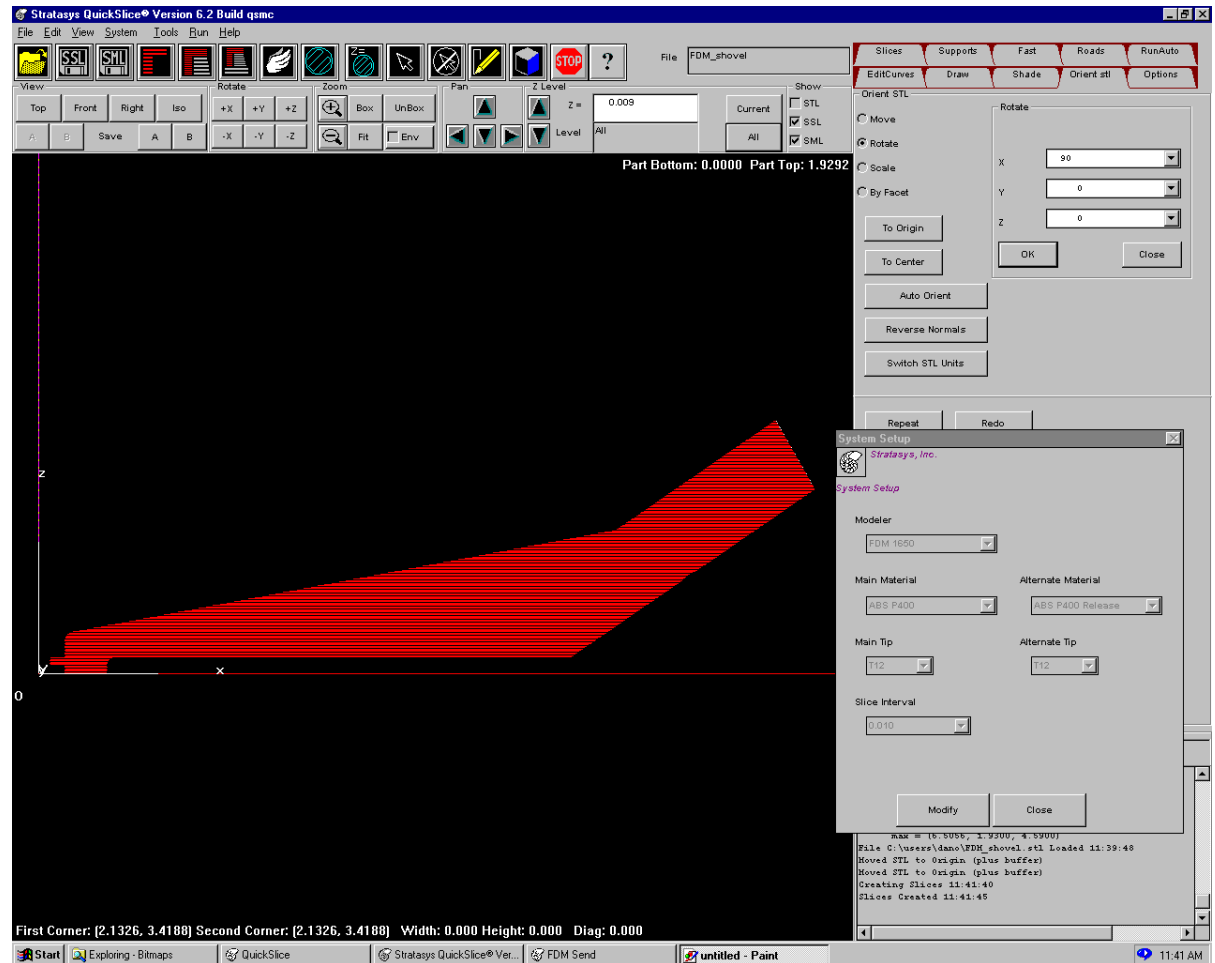 Stratasys QuickSlice® Version 6.2 Build qsmc
File Edit View System Tools Run Help
SSL SML Z= STOP ? File FDM_shovel
Slices Supports Fast Roads RunAuto
EditCurves Draw Shade Orient stl Options
View Rotate Zoom Pan Z Level Show
Top Front Right Iso +X +Y +Z Box UnBox Z = 0.009 Current STL
SSL
A B Save A B -X -Y -Z Fit Env Level All All SML
Part Bottom: 0.0000 Part Top: 1.9292
Orient STL
Move
Rotate
Scale
By Facet
Rotate
X 90
Y 0
Z 0
OK Close
To Origin
To Center
Auto Orient
Reverse Normals
Switch STL Units
Repeat Redo
System Setup
Stratasys, Inc.
System Setup
Modeler
FDM 1650
Main Material Alternate Material
ABS P400 ABS P400 Release
Main Tip Alternate Tip
T12 T12
Slice Interval
0.010
Modify Close
z
y x
0
max = (6.5056, 1.9300, 4.5900)
File C:\users\dano\FDM_shovel.stl Loaded 11:39:48
Moved STL to Origin (plus buffer)
Moved STL to Origin (plus buffer)
Creating Slices 11:41:40
Slices Created 11:41:45
First Corner: (2.1326, 3.4188) Second Corner: (2.1326, 3.4188) Width: 0.000 Height: 0.000 Diag: 0.000
Start Exploring - Bitmaps QuickSlice Stratasys QuickSlice® Ver... FDM Send untitled - Paint 11:41 AM